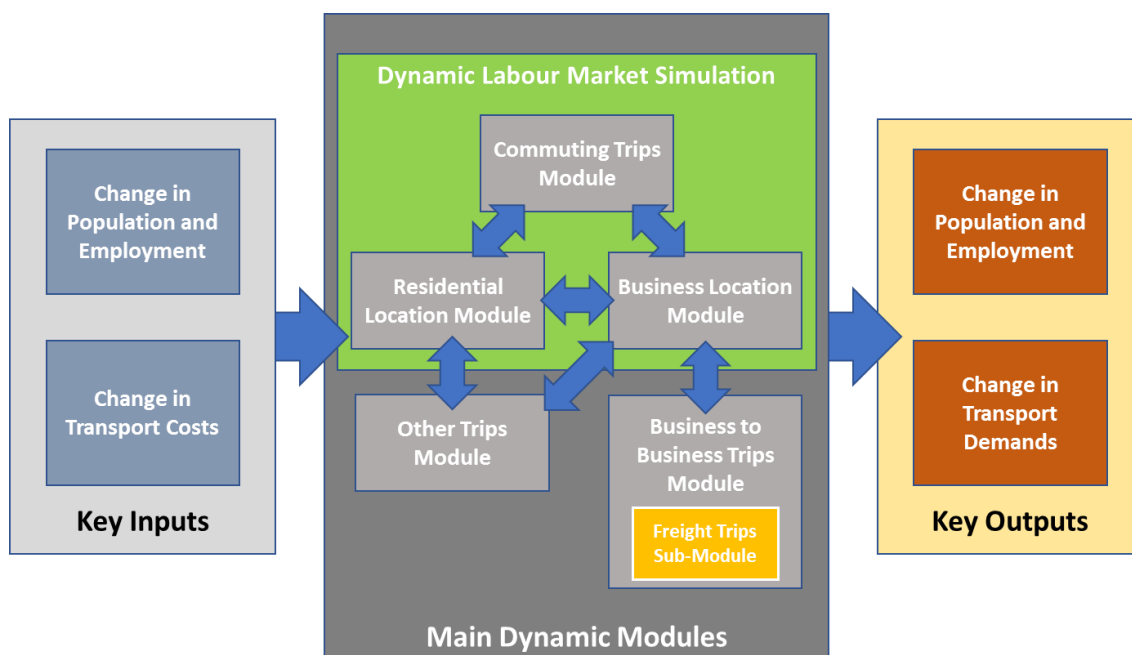 Dynamic Labour Market Simulation
Commuting Trips
Module
Residential
Location Module
Business Location
Module
Other Trips
Module
Business to
Business Trips
Module
Freight Trips
Sub-Module
Main Dynamic Modules
Change in
Population and
Employment
Change in
Transport Costs
Key Inputs
Change in
Population and
Employment
Change in
Transport
Demands
Key Outputs